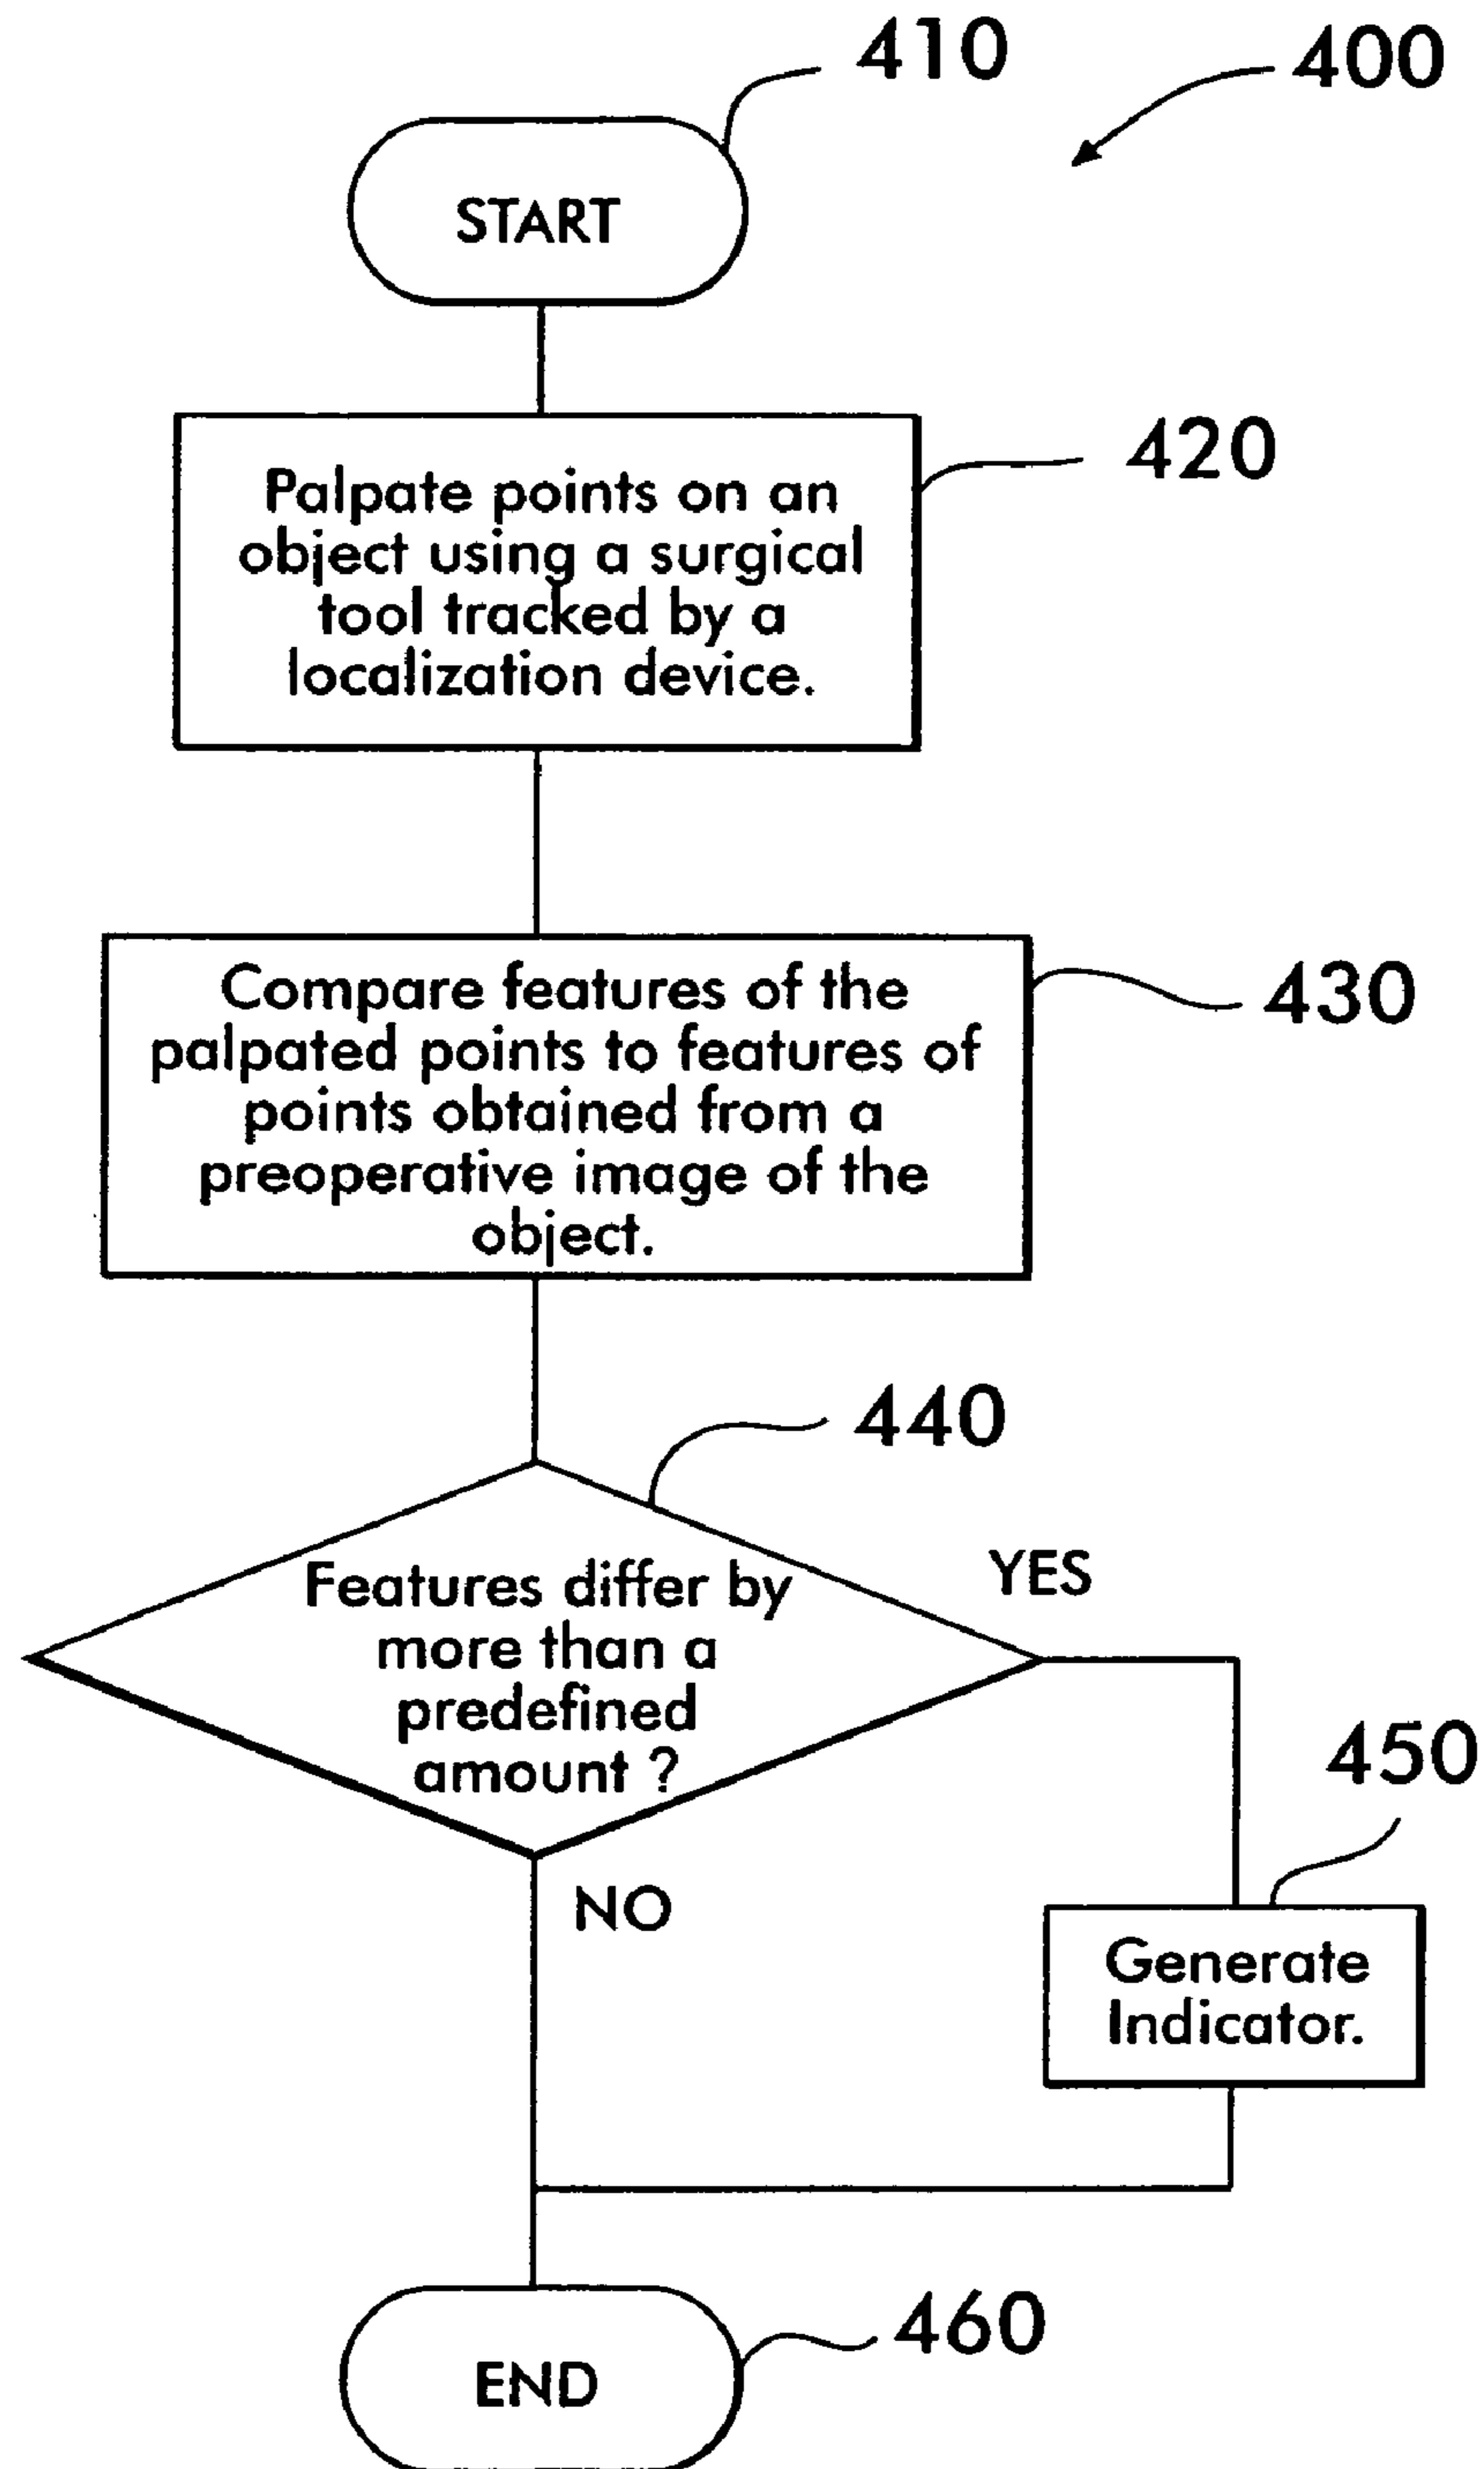 410
400
START
420
Palpate points on an
object using a surgical
tool tracked by a
localization device.
430
Compare features of the
palpated points to features of
points obtained from a
preoperative image of the
object.
440
Features differ by
more than a
predefined
amount ?
YES
450
NO
Generate
Indicator.
460
END